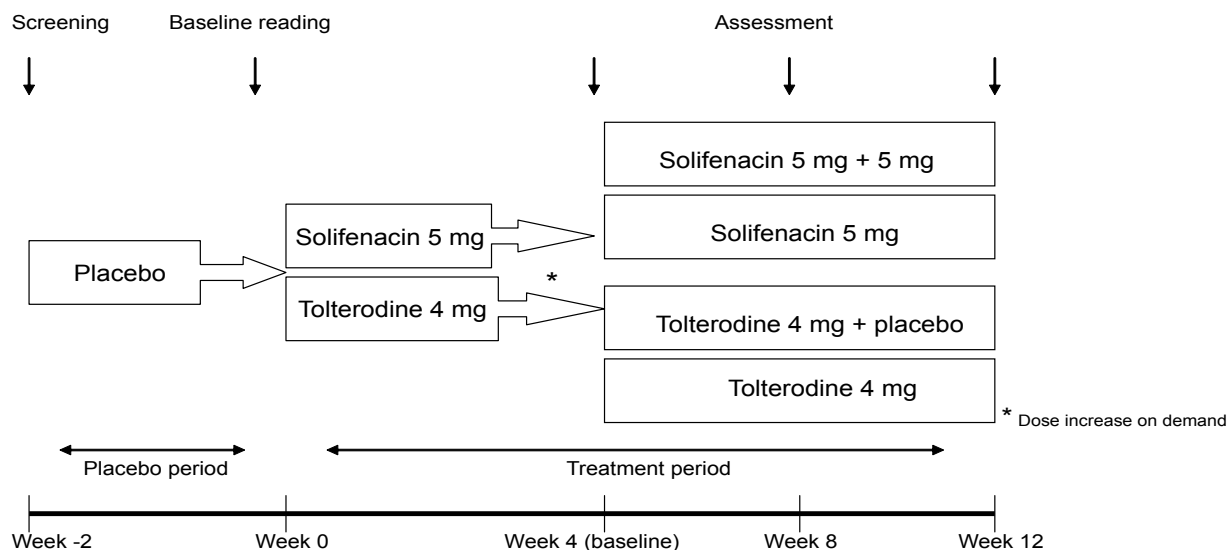 Screening Baseline reading Assessment
Solifenacin 5 mg + 5 mg
Solifenacin 5 mg Solifenacin 5 mg
Placebo
* 
Tolterodine 4 mg Tolterodine 4 mg + placebo
Tolterodine 4 mg
* Dose increase on demand
Placebo period Treatment period
Week -2 Week 0 Week 4 (baseline) Week 8 Week 12